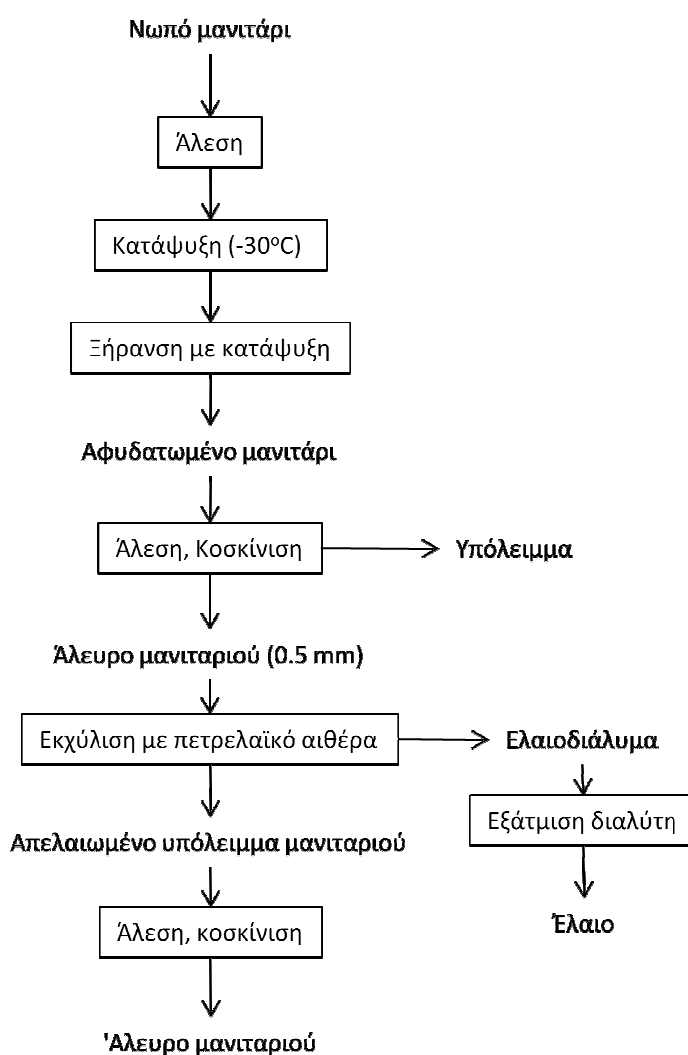 Νωπό μανιτάρι
Άλεση
Κατάψυξη (-30°C)
Ξήρανση με κατάψυξη
Αφυδατωμένο μανιτάρι
Άλεση, Κοσκίνιση
Υπόλειμμα
Άλευρο μανιταριού (0.5 mm)
Εκχύλιση με πετρελαϊκό αιθέρα
Ελαιοδιάλυμα
Εξάτμιση διαλύτη
Απελαιωμένο υπόλειμμα μανιταριού
Άλεση, κοσκίνιση
Έλαιο
'Αλευρο μανιταριού